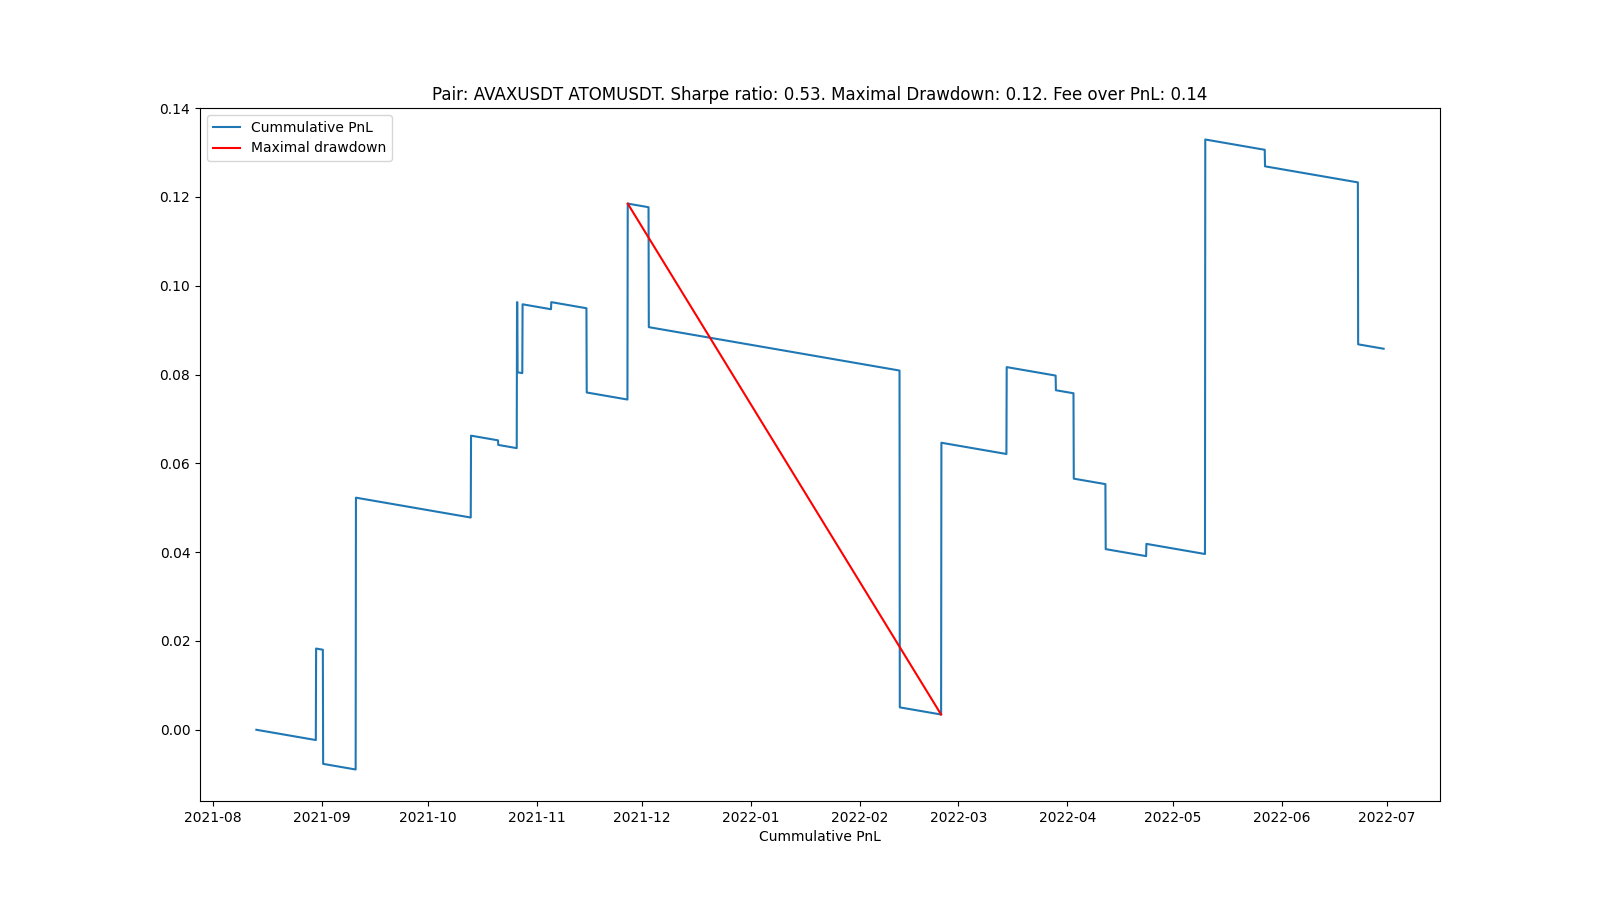 Pair: AVAXUSDT ATOMUSDT. Sharpe ratio: 0.53. Maximal Drawdown: 0.12. Fee over PnL: 0.14
Cummulative PnL
Maximal drawdown
0.14
0.12
0.10
0.08
0.06
0.04
0.02
0.00
2021-08 2021-09 2021-10 2021-11 2021-12 2022-01 2022-02 2022-03 2022-04 2022-05 2022-06 2022-07
Cummulative PnL